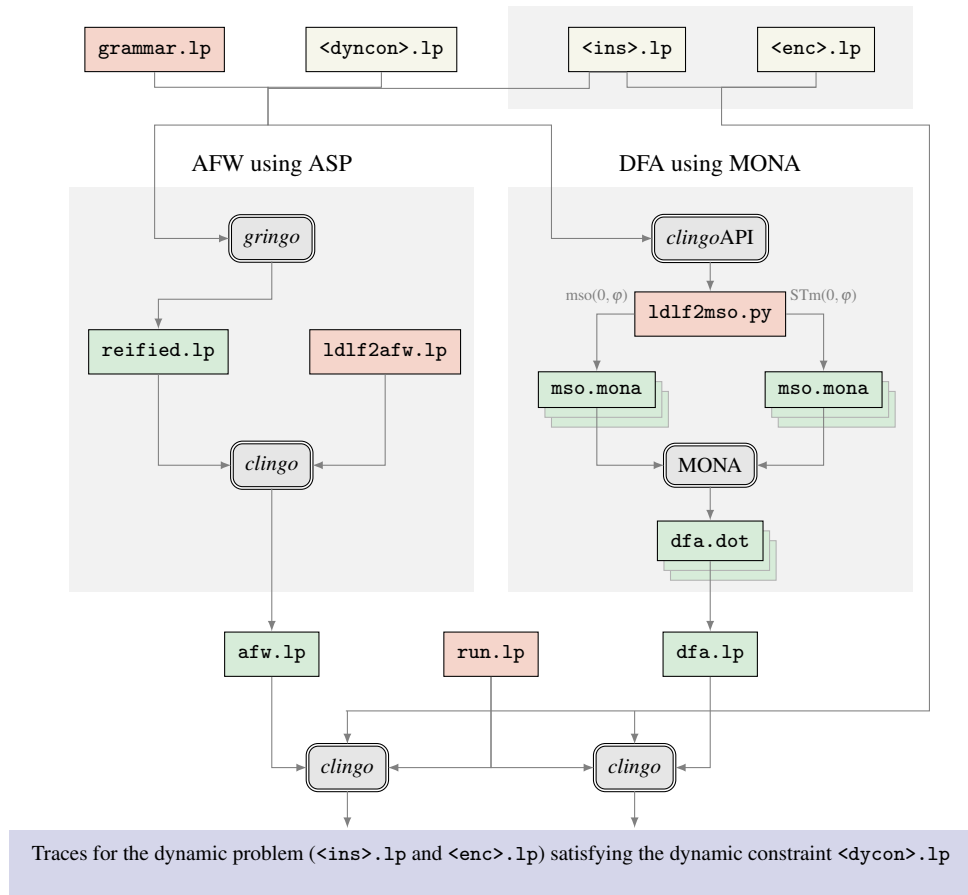 grammar.lp
<dyncon>.lp
<ins>.lp
<enc>.lp
AFW using ASP
DFA using MONA
gringo
clingoAPI
mso(0, φ)
STm(0, φ)
ldlf2mso.py
reified.lp
ldlf2afw.lp
mso.mona
mso.mona
clingo
MONA
dfa.dot
afw.lp
run.lp
dfa.lp
clingo
clingo
Traces for the dynamic problem (<ins>.lp and <enc>.lp) satisfying the dynamic constraint <dycon>.lp